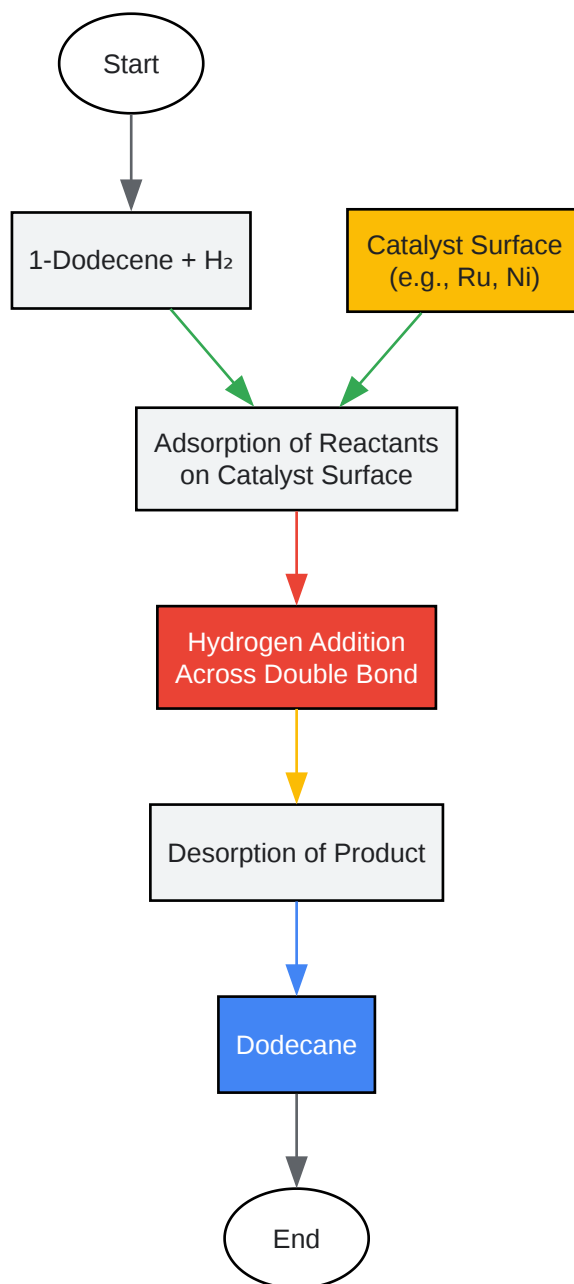 Start
1-Dodecene + H₂
Catalyst Surface
(e.g., Ru, Ni)
Adsorption of Reactants
on Catalyst Surface
Hydrogen Addition
Across Double Bond
Desorption of Product
Dodecane
End